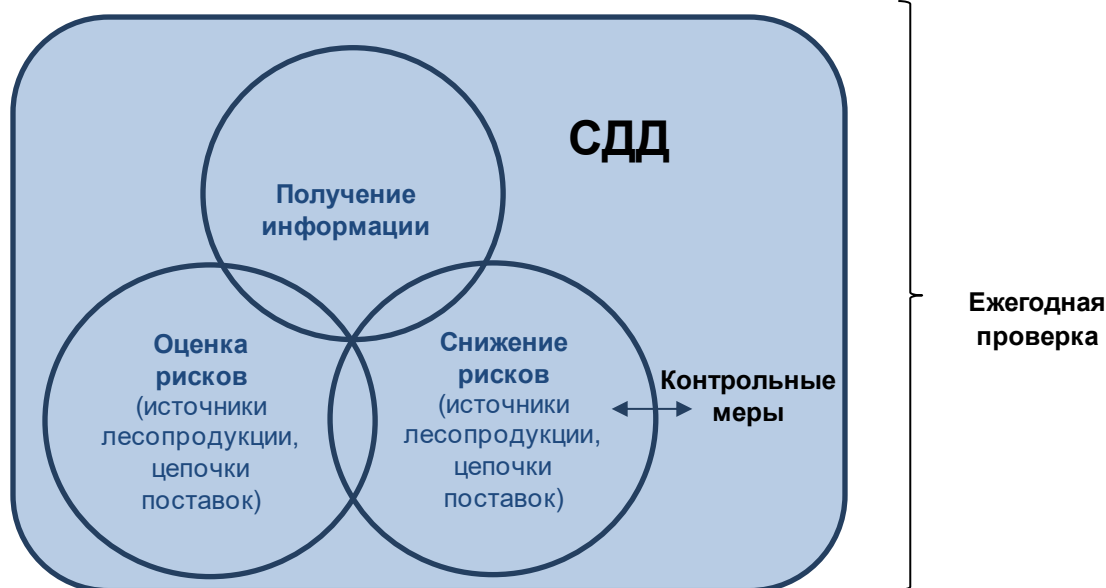 СДД
Получение
информации
Оценка
рисков
(источники
лесопродукции,
цепочки
поставок)
Снижение
рисков
(источники
лесопродукции,
цепочки
поставок)
Контрольные
меры
Ежегодная
проверка